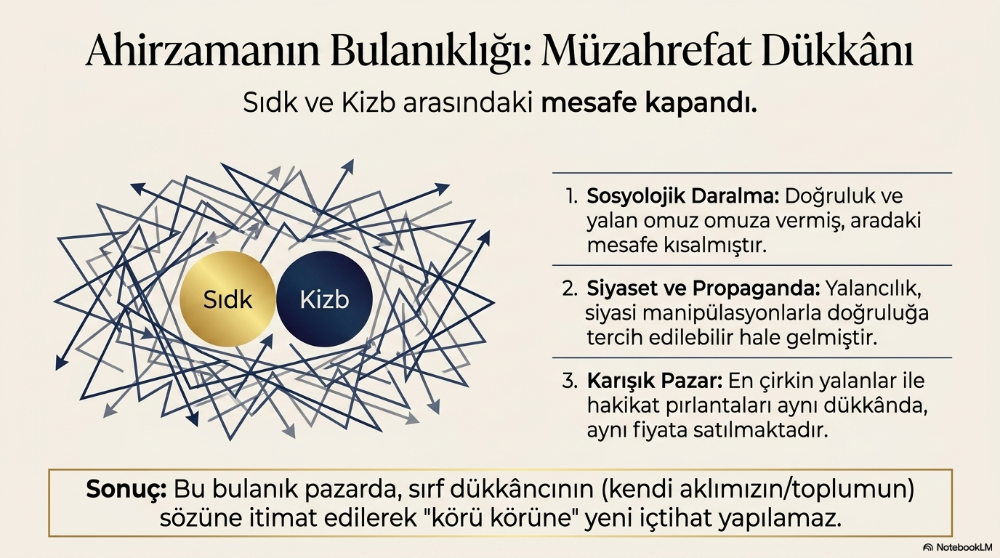 Ahirzamanın Bulanıklığı: Müzahrefat Dükkânı
Sıdk ve Kizb arasındaki mesafe kapandı.
Sıdk
Kizb
1. Sosyolojik Daralma: Doğruluk ve
yalan omuz omuza vermiş, aradaki
mesafe kısalmıştır.
2. Siyaset ve Propaganda: Yalancılık,
siyasi manipülasyonlarla doğruluğa
tercih edilebilir hale gelmiştir.
3. Karışık Pazar: En çirkin yalanlar ile
hakikat pırlantaları aynı dükkânda,
aynı fiyata satılmaktadır.
Sonuç: Bu bulanık pazarda, sırf dükkâncının (kendi aklımızın/toplumun)
sözüne itimat edilerek "körü körüne" yeni içtihat yapılamaz.
NotebookLM